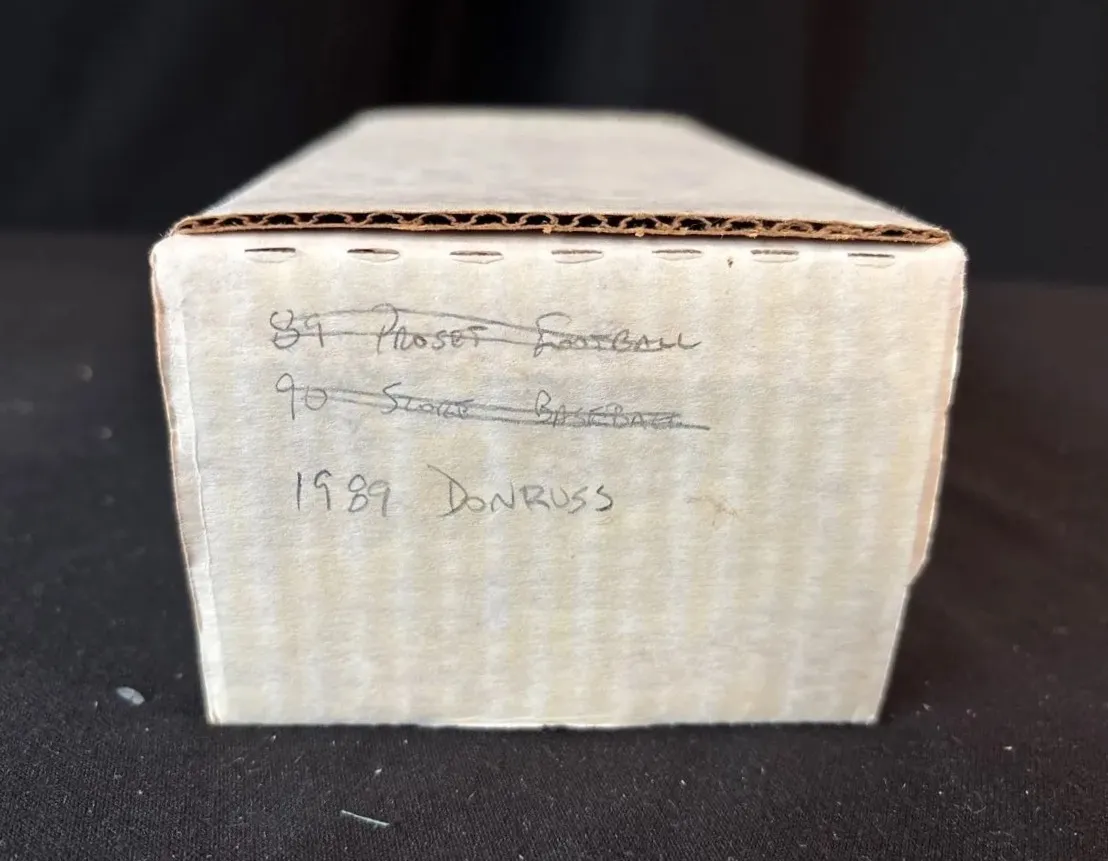 89 PROSET FOOTBALL
90 SCORE BASEBALL
1989 DONRUSS